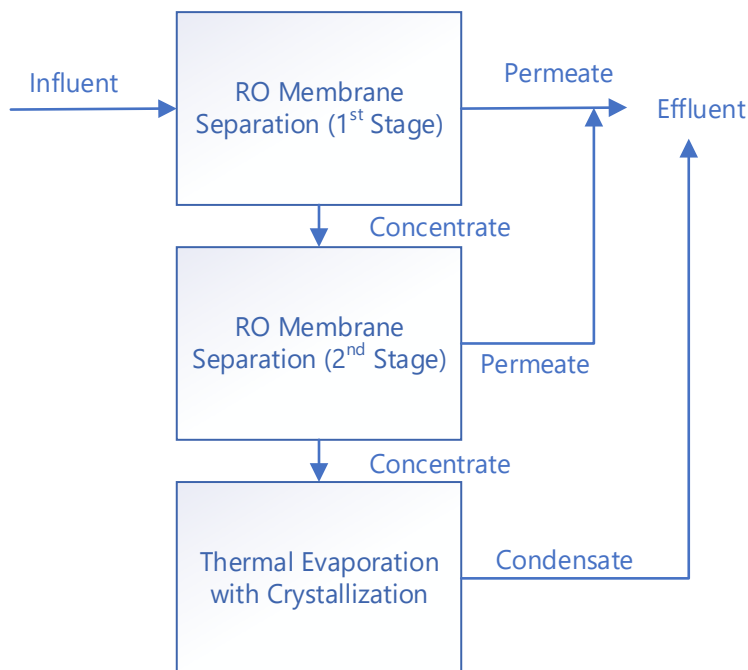 Influent
RO Membrane
Separation (1st Stage)
Permeate
Effluent
Concentrate
RO Membrane
Separation (2nd Stage)
Permeate
Concentrate
Thermal Evaporation
with Crystallization
Condensate